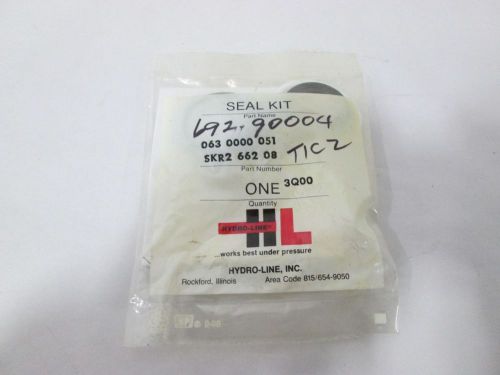 SEAL KIT
Part Name
692-90004
063 0000 051
SKR2 662 08 TIC2
Part Number
ONE 3Q00
Quantity
HL
HYDRO-LINE®
...works best under pressure
HYDRO-LINE, INC.
Rockford, Illinois Area Code 815/654-9050